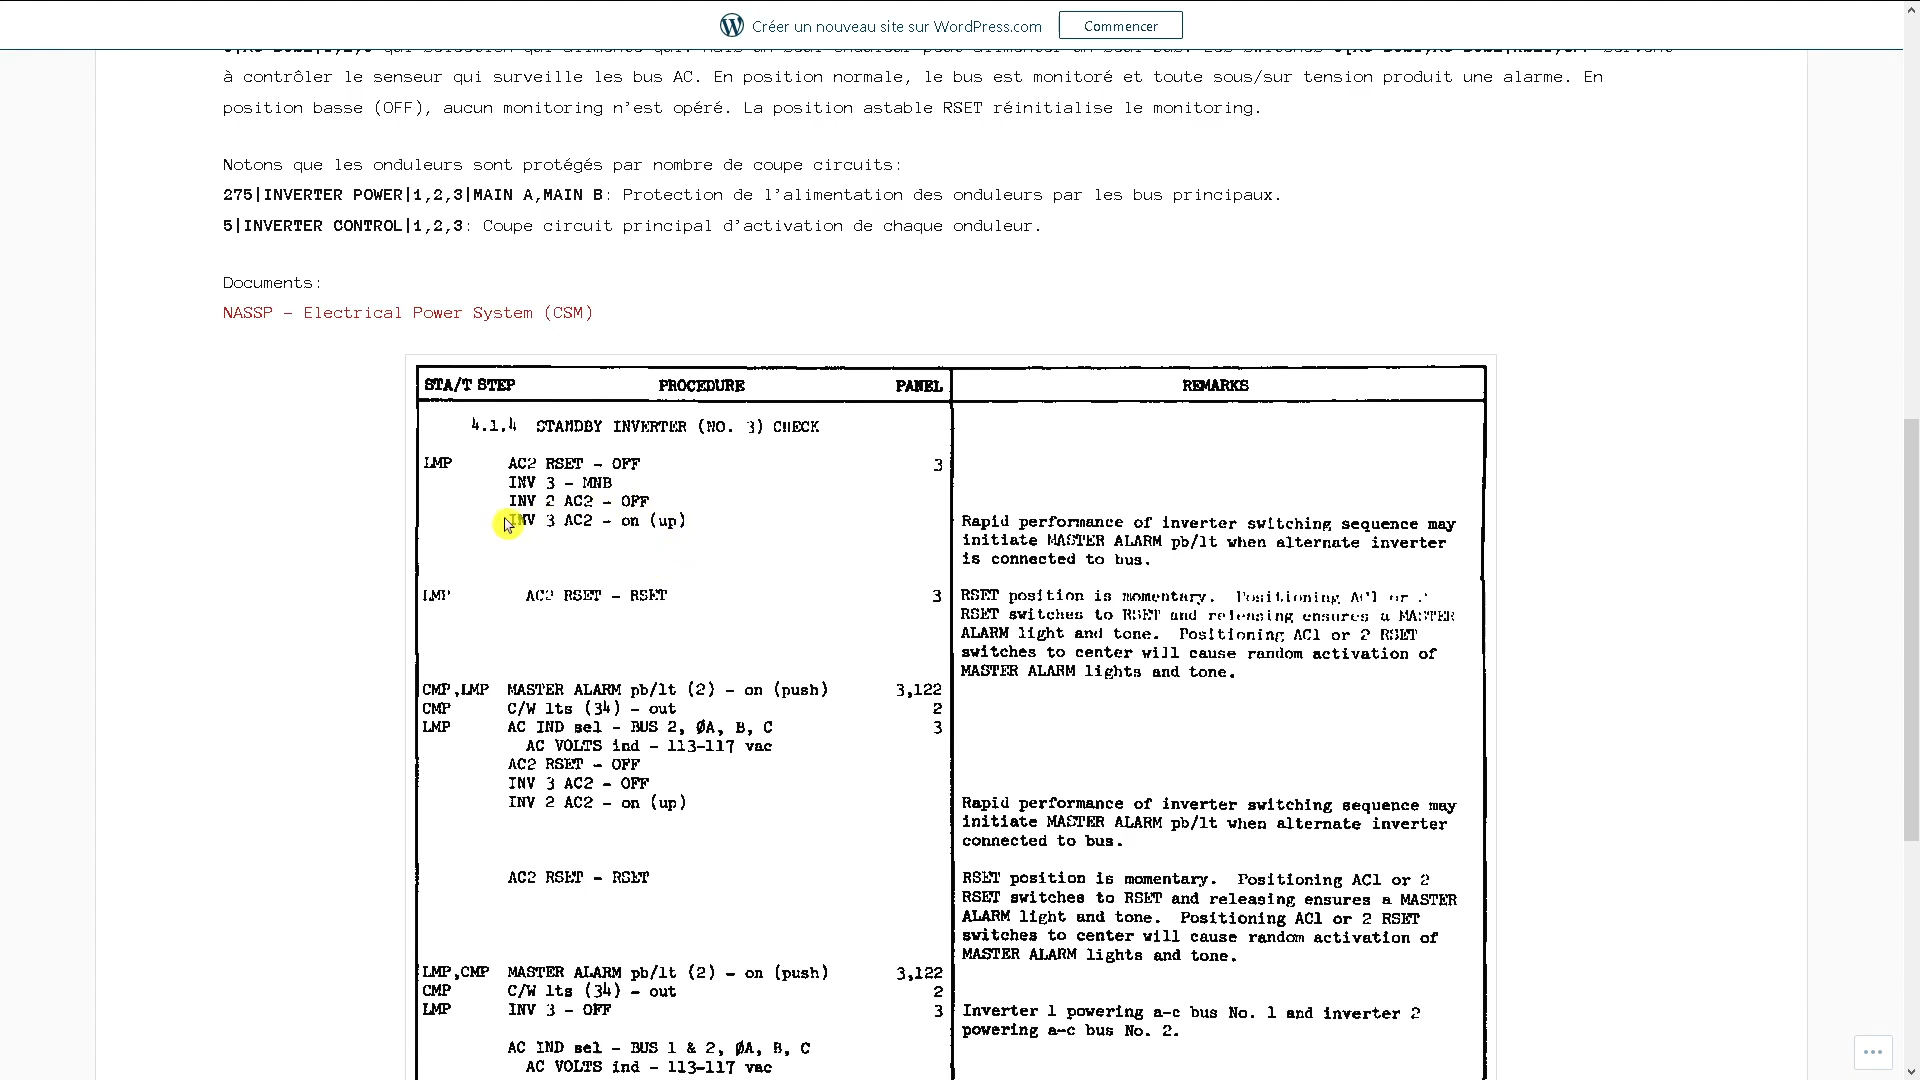 Créer un nouveau site sur WordPress.com
Commencer
à contrôler le senseur qui surveille les bus AC. En position normale, le bus est monitoré et toute sous/sur tension produit une alarme. En
position basse (OFF), aucun monitoring n'est opéré. La position astable RSET réinitialise le monitoring.
Notons que les onduleurs sont protégés par nombre de coupe circuits:
275|INVERTER POWER|1,2,3|MAIN A,MAIN B: Protection de l'alimentation des onduleurs par les bus principaux.
5|INVERTER CONTROL|1,2,3: Coupe circuit principal d'activation de chaque onduleur.
Documents:
NASSP – Electrical Power System (CSM)
STA/T STEP PROCEDURE PANEL REMARKS
4.1.4 STANDBY INVERTER (NO. 3) CHECK
LMP AC2 RSET - OFF 3
INV 3 - MNB
INV 2 AC2 - OFF
INV 3 AC2 - on (up)
Rapid performance of inverter switching sequence may
initiate MASTER ALARM pb/lt when alternate inverter
is connected to bus.
LMP AC2 RSET - RSET 3
RSET position is momentary. Positioning AC1 or
RSET switches to RSET and releasing ensures a MASTER
ALARM light and tone. Positioning AC1 or 2 RSET
switches to center will cause random activation of
MASTER ALARM lights and tone.
CMP,LMP MASTER ALARM pb/lt (2) - on (push) 3,122
CMP C/W lts (34) - out 2
LMP AC IND sel - BUS 2, ØA, B, C 3
AC VOLTS ind - 113-117 vac
AC2 RSET - OFF
INV 3 AC2 - OFF
INV 2 AC2 - on (up)
Rapid performance of inverter switching sequence may
initiate MASTER ALARM pb/lt when alternate inverter
connected to bus.
AC2 RSET - RSET
RSET position is momentary. Positioning AC1 or 2
RSET switches to RSET and releasing ensures a MASTER
ALARM light and tone. Positioning AC1 or 2 RSET
switches to center will cause random activation of
MASTER ALARM lights and tone.
LMP,CMP MASTER ALARM pb/lt (2) - on (push) 3,122
CMP C/W lts (34) - out 2
LMP INV 3 - OFF 3
Inverter 1 powering a-c bus No. 1 and inverter 2
powering a-c bus No. 2.
AC IND sel - BUS 1 & 2, ØA, B, C
AC VOLTS ind - 113-117 vac